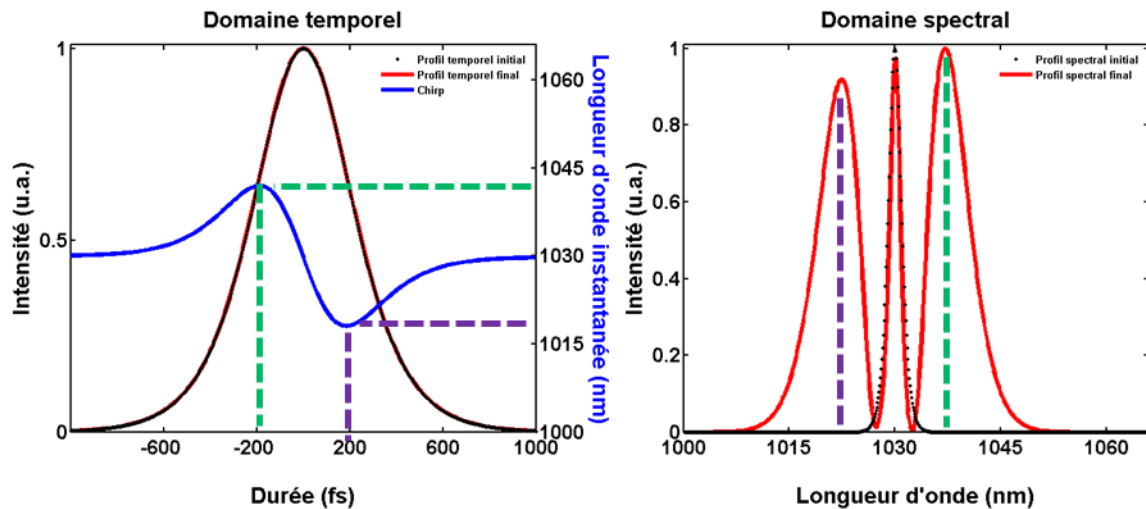 Domaine temporel
Profil temporel initial
Profil temporel final
Chirp
Intensité (u.a.)
1
0.5
0
-600
-200
200
600
1000
Durée (fs)
1060
1045
1030
1015
1000
Longueur d'onde instantanée (nm)
Domaine spectral
Profil spectral initial
Profil spectral final
Intensité (u.a.)
1
0.8
0.6
0.4
0.2
0
1000
1015
1030
1045
1060
Longueur d'onde (nm)